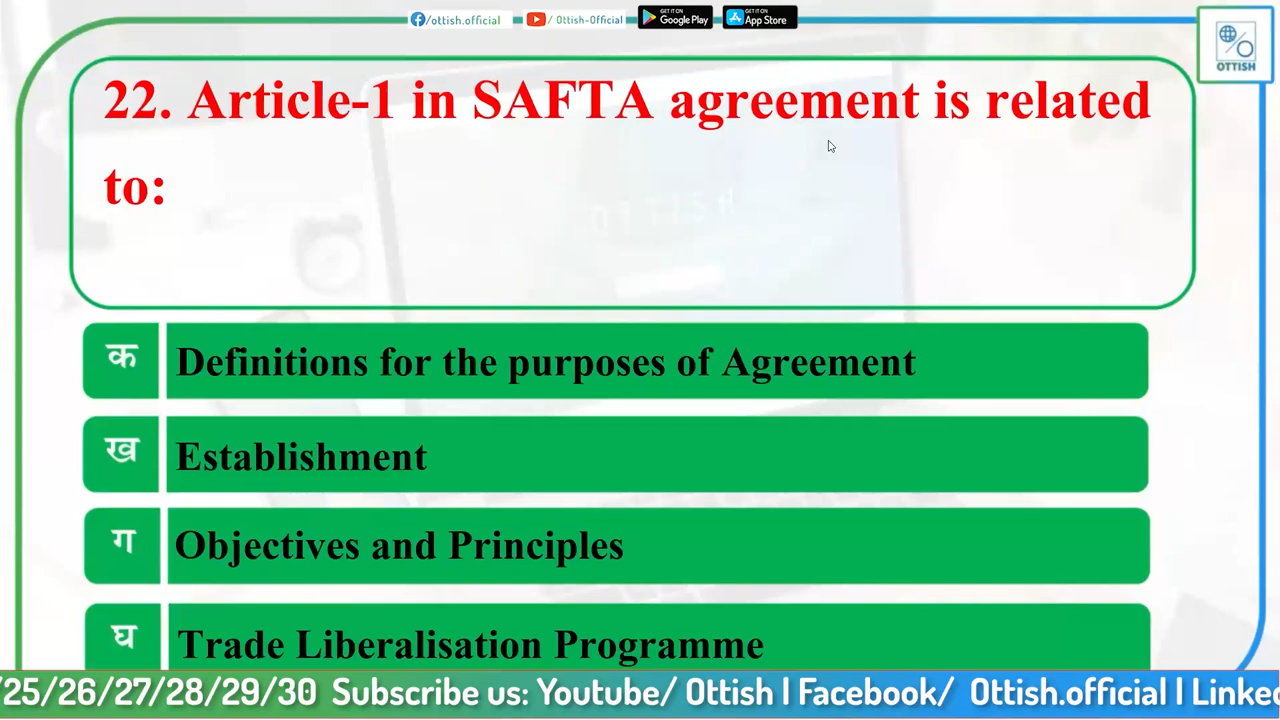 /ottish.official
/ Ottish-Official
GET IT ON
Google Play
GET IT ON
App Store
OTTISH
22. Article-1 in SAFTA agreement is related
to:
OTTISH
क Definitions for the purposes of Agreement
ख Establishment
ग Objectives and Principles
घ Trade Liberalisation Programme
/25/26/27/28/29/30 Subscribe us: Youtube/ Ottish | Facebook/ Ottish.official | Linke